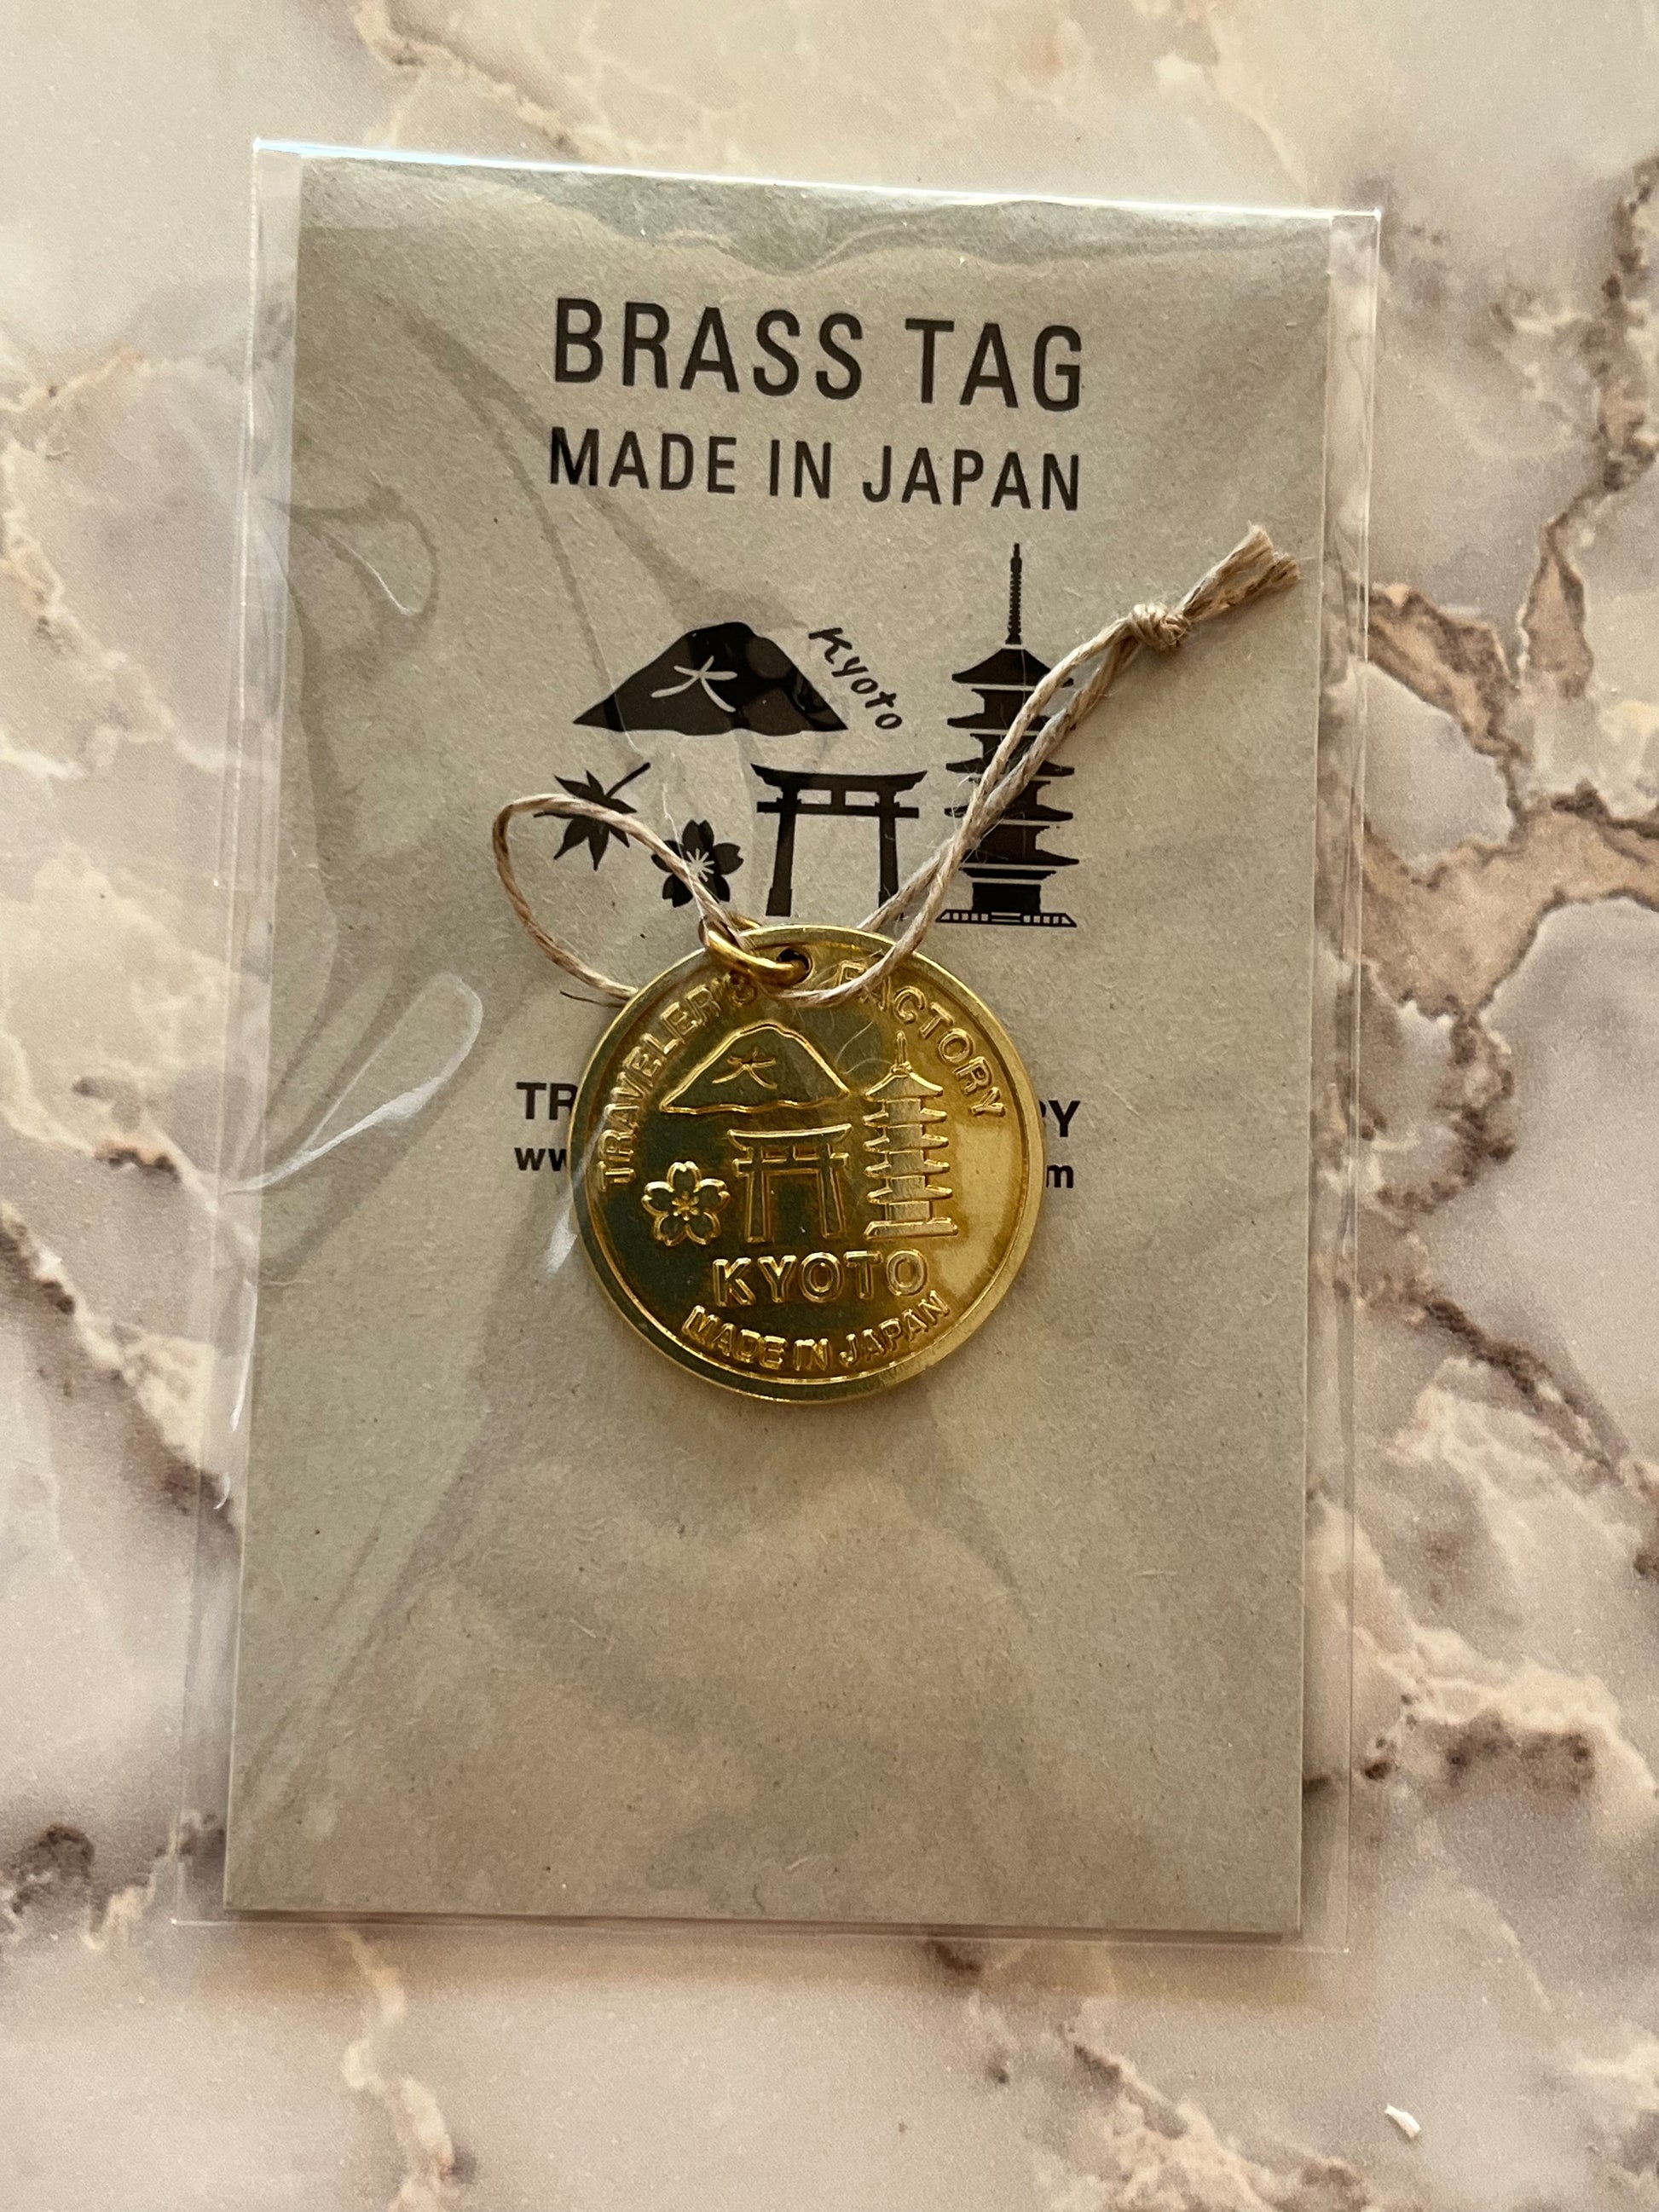 BRASS TAG
MADE IN JAPAN
大
Kyoto
TRAVELER'S FACTORY
大
KYOTO
MADE IN JAPAN